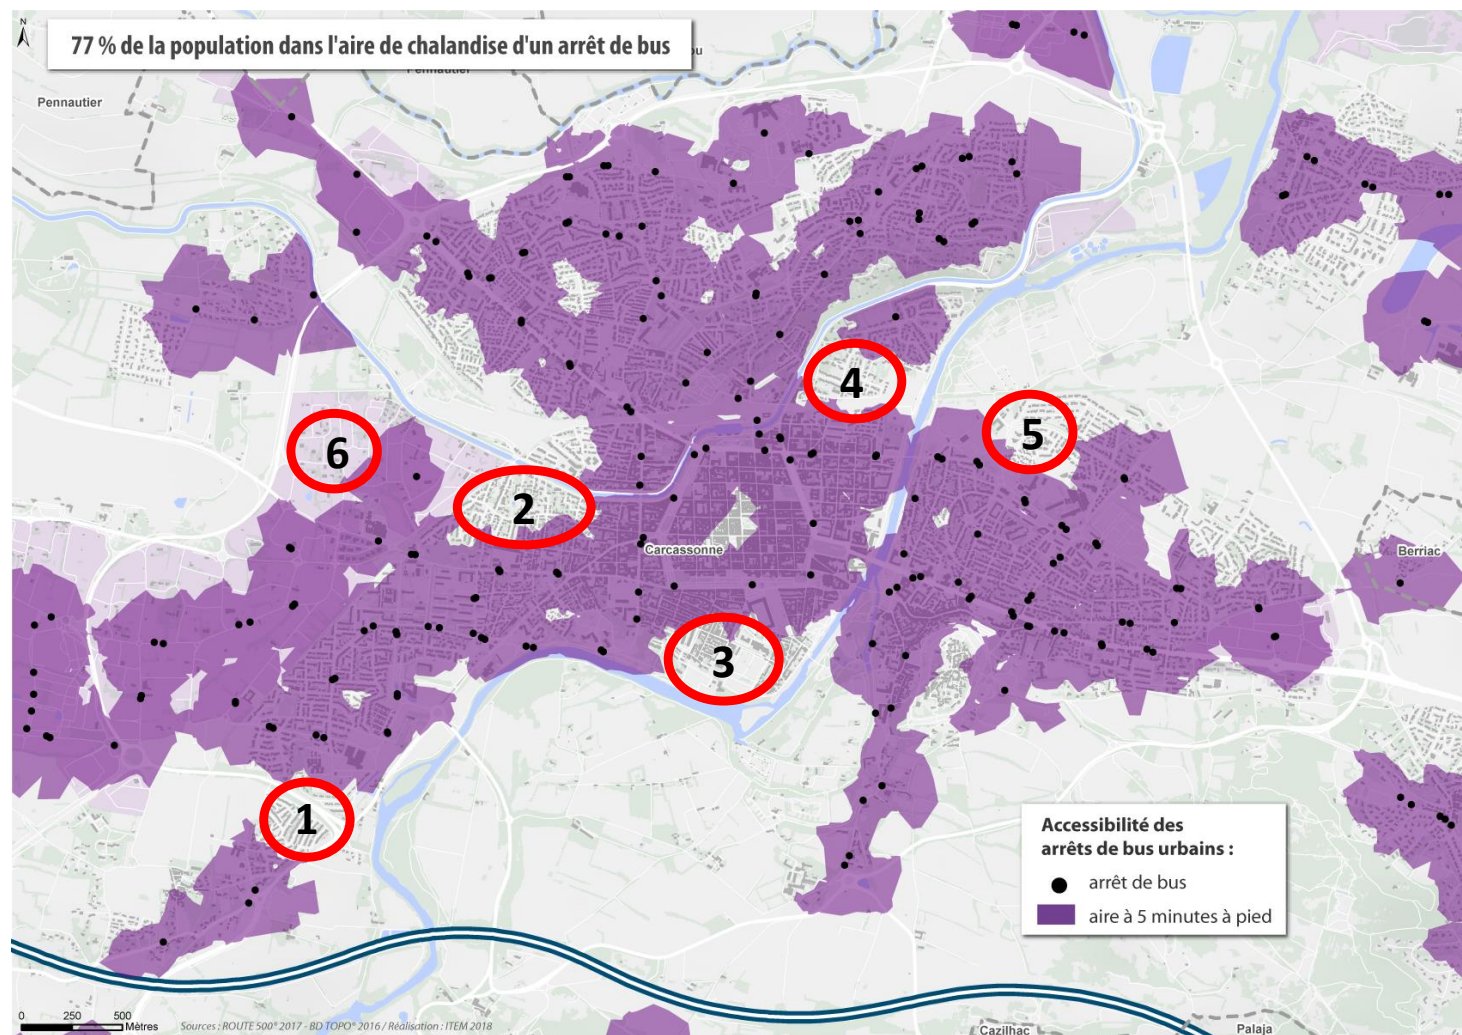 N
77 % de la population dans l'aire de chalandise d'un arrêt de bus
Pennautier
Pennautier
4
5
6
2
Carcassonne
Berriac
3
1
Accessibilité des
arrêts de bus urbains :
arrêt de bus
aire à 5 minutes à pied
0 250 500
Mètres
Sources : ROUTE 500® 2017 - BD TOPO® 2016 / Réalisation : ITEM 2018
Cazilhac
Palaja